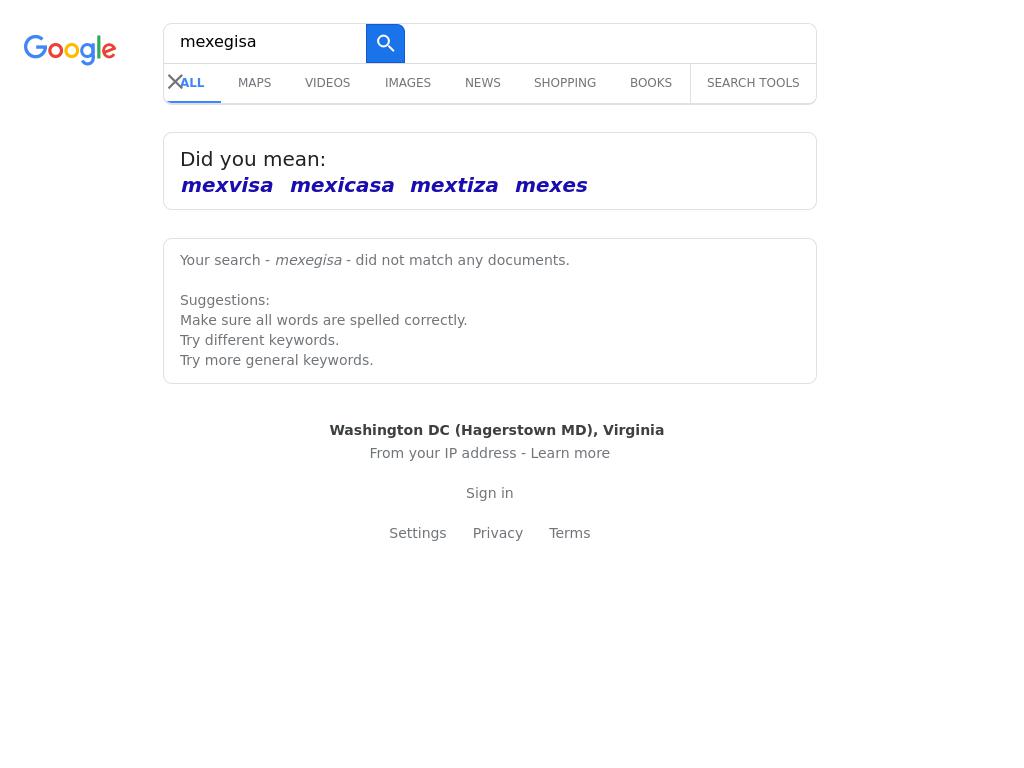 Google
mexegisa
ALL MAPS VIDEOS IMAGES NEWS SHOPPING BOOKS SEARCH TOOLS
Did you mean:
mexvisa mexicasa mextiza mexes
Your search - mexegisa - did not match any documents.
Suggestions:
Make sure all words are spelled correctly.
Try different keywords.
Try more general keywords.
Washington DC (Hagerstown MD), Virginia
From your IP address - Learn more
Sign in
Settings Privacy Terms